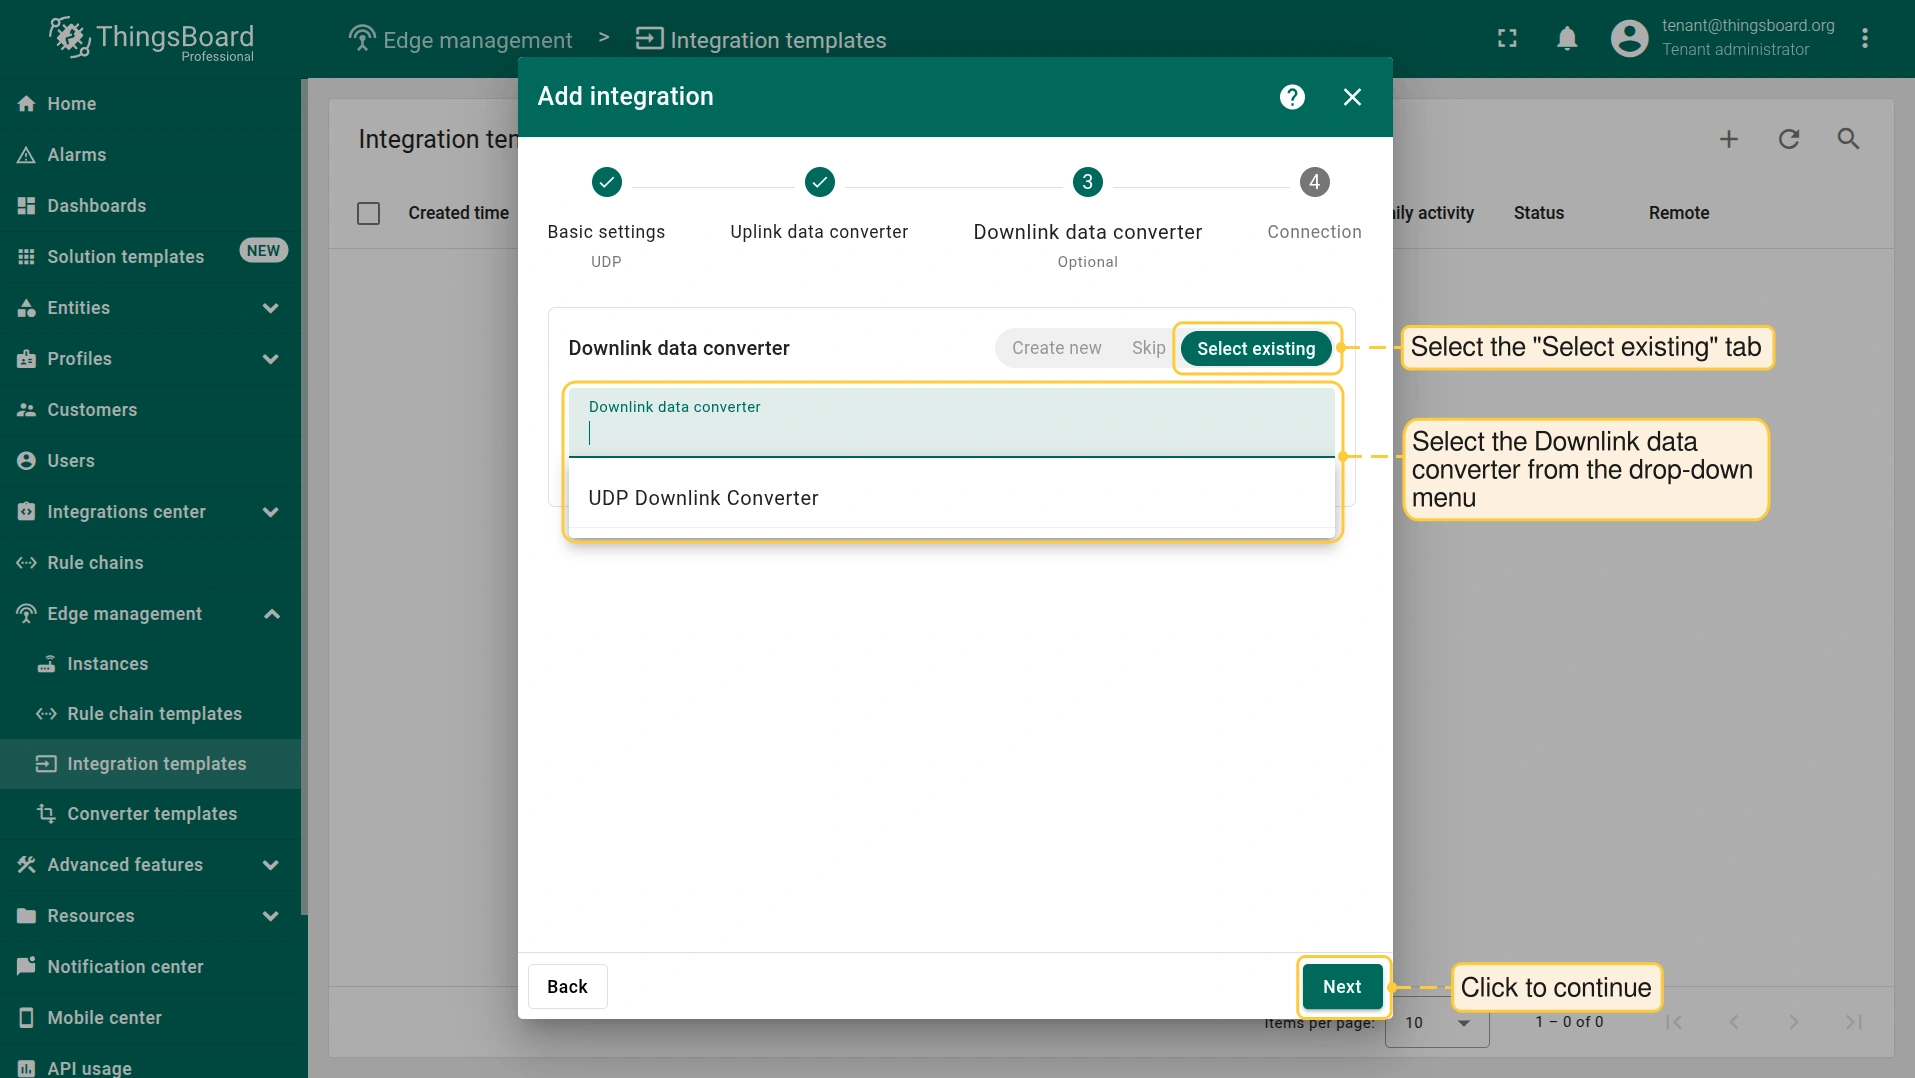 ThingsBoard
Professional
Edge management > Integration templates
tenant@thingsboard.org
Tenant administrator
Home
Alarms
Dashboards
Solution templates NEW
Entities
Profiles
Customers
Users
Integrations center
Rule chains
Edge management
Instances
Rule chain templates
Integration templates
Converter templates
Advanced features
Resources
Notification center
Mobile center
API usage
Integration tem
Created time
ily activity
Status
Remote
Add integration
3
4
Basic settings
UDP
Uplink data converter
Downlink data converter
Optional
Connection
Downlink data converter
Create new
Skip
Select existing
Downlink data converter
UDP Downlink Converter
Back
Next
Select the "Select existing" tab
Select the Downlink data
converter from the drop-down
menu
Click to continue
Items per page:
10
1 – 0 of 0